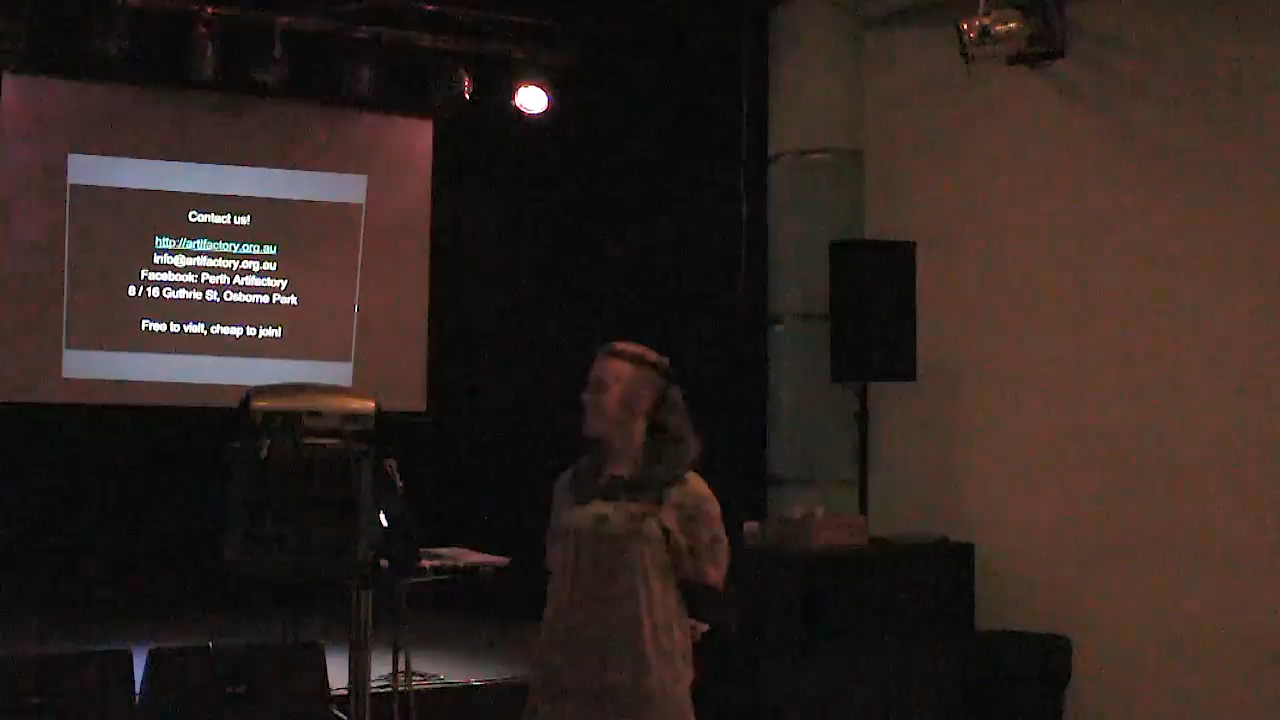 Contact us!
http://artifactory.org.au
info@artifactory.org.au
Facebook: Perth Artifactory
8 / 16 Guthrie St, Osborne Park
Free to visit, cheap to join!